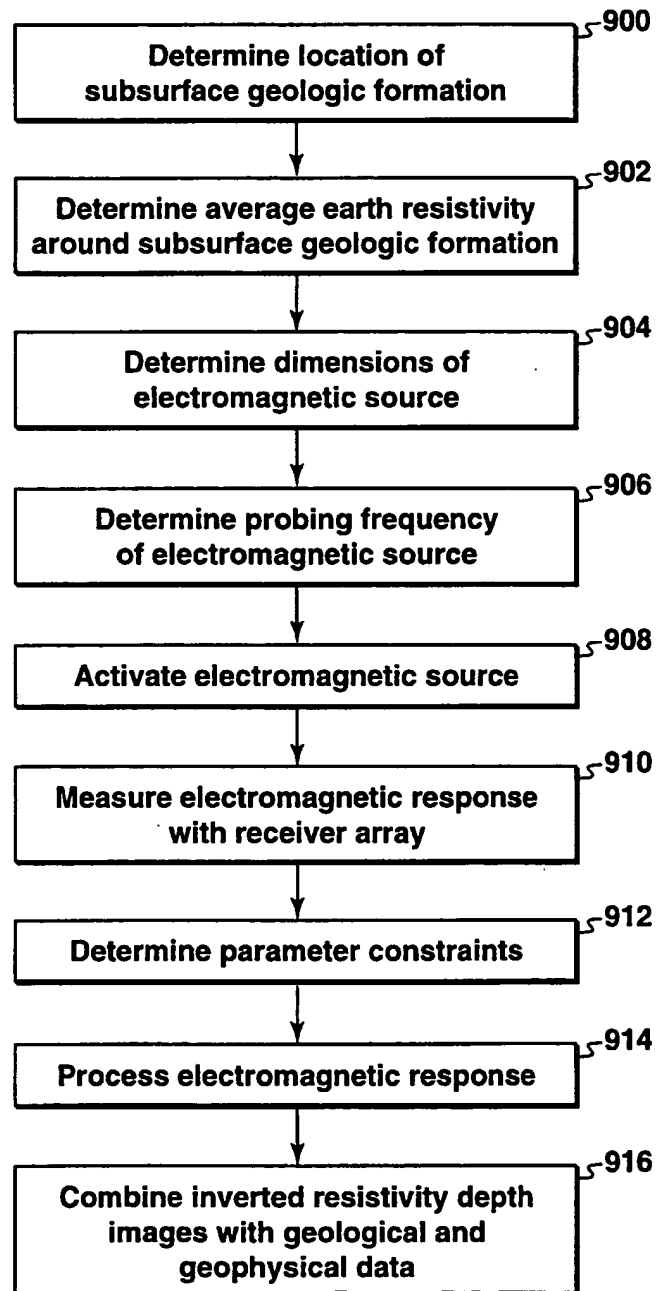 900
Determine location of
subsurface geologic formation
902
Determine average earth resistivity
around subsurface geologic formation
904
Determine dimensions of
electromagnetic source
906
Determine probing frequency
of electromagnetic source
908
Activate electromagnetic source
910
Measure electromagnetic response
with receiver array
912
Determine parameter constraints
914
Process electromagnetic response
916
Combine inverted resistivity depth
images with geological and
geophysical data